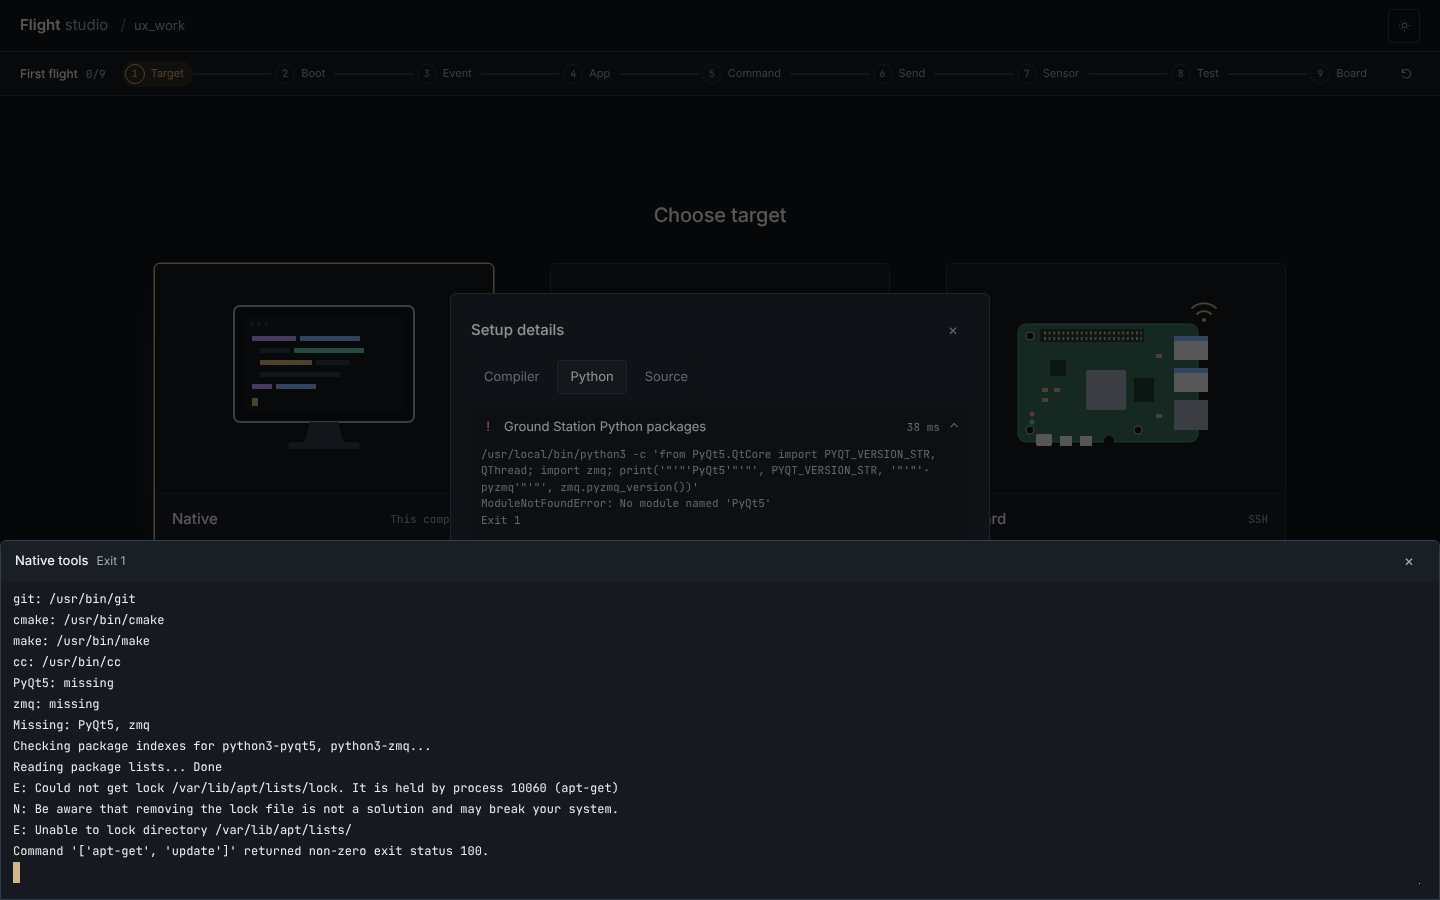 Flight studio / ux_work
First flight 0/9 1 Target 2 Boot 3 Event 4 App 5 Command 6 Send 7 Sensor 8 Test 9 Board
Choose target
Setup details ×
Compiler Python Source
! Ground Station Python packages 38 ms
/usr/local/bin/python3 -c 'from PyQt5.QtCore import PYQT_VERSION_STR,
QThread; import zmq; print('"'"'PyQt5'"'"', PYQT_VERSION_STR, '"'"'·
pyzmq'"'"', zmq.pyzmq_version())'
ModuleNotFoundError: No module named 'PyQt5'
Exit 1
Native This comp
rd SSH
Native tools Exit 1 ×
git: /usr/bin/git
cmake: /usr/bin/cmake
make: /usr/bin/make
cc: /usr/bin/cc
PyQt5: missing
zmq: missing
Missing: PyQt5, zmq
Checking package indexes for python3-pyqt5, python3-zmq...
Reading package lists... Done
E: Could not get lock /var/lib/apt/lists/lock. It is held by process 10060 (apt-get)
N: Be aware that removing the lock file is not a solution and may break your system.
E: Unable to lock directory /var/lib/apt/lists/
Command '['apt-get', 'update']' returned non-zero exit status 100.